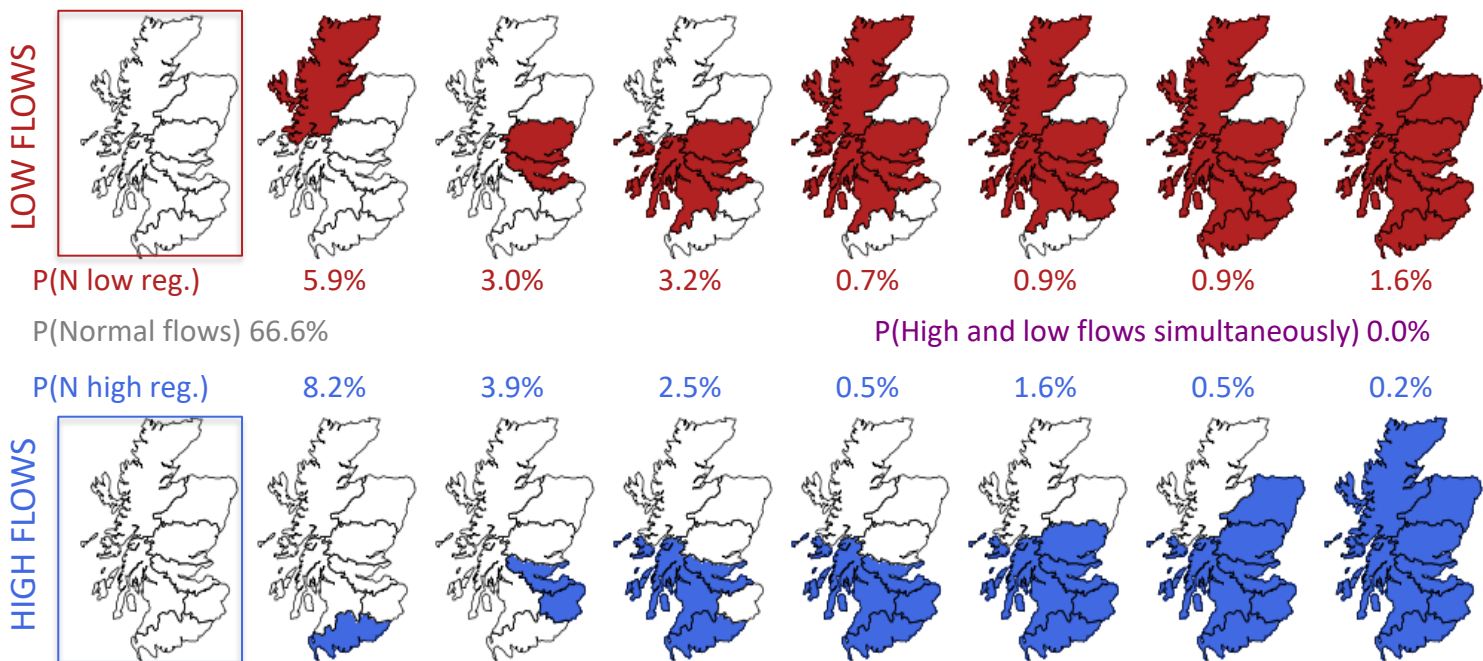 LOW FLOWS
P(N low reg.) 5.9% 3.0% 3.2% 0.7% 0.9% 0.9% 1.6%
P(Normal flows) 66.6% P(High and low flows simultaneously) 0.0%
P(N high reg.) 8.2% 3.9% 2.5% 0.5% 1.6% 0.5% 0.2%
HIGH FLOWS